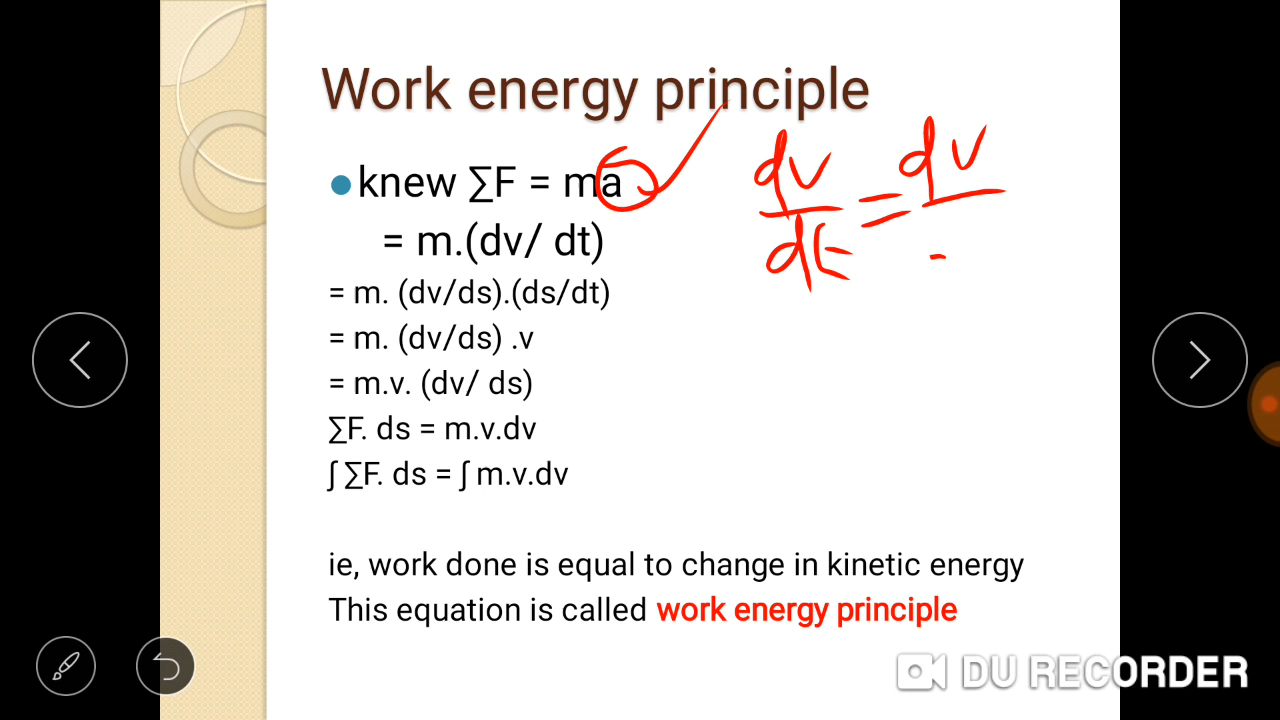 Work energy principle
knew ∑F = ma
= m.(dv/ dt)
dv/dt = dv/
= m. (dv/ds).(ds/dt)
= m. (dv/ds) .v
= m.v. (dv/ ds)
∑F. ds = m.v.dv
∫ ∑F. ds = ∫ m.v.dv
ie, work done is equal to change in kinetic energy
This equation is called work energy principle
DU RECORDER